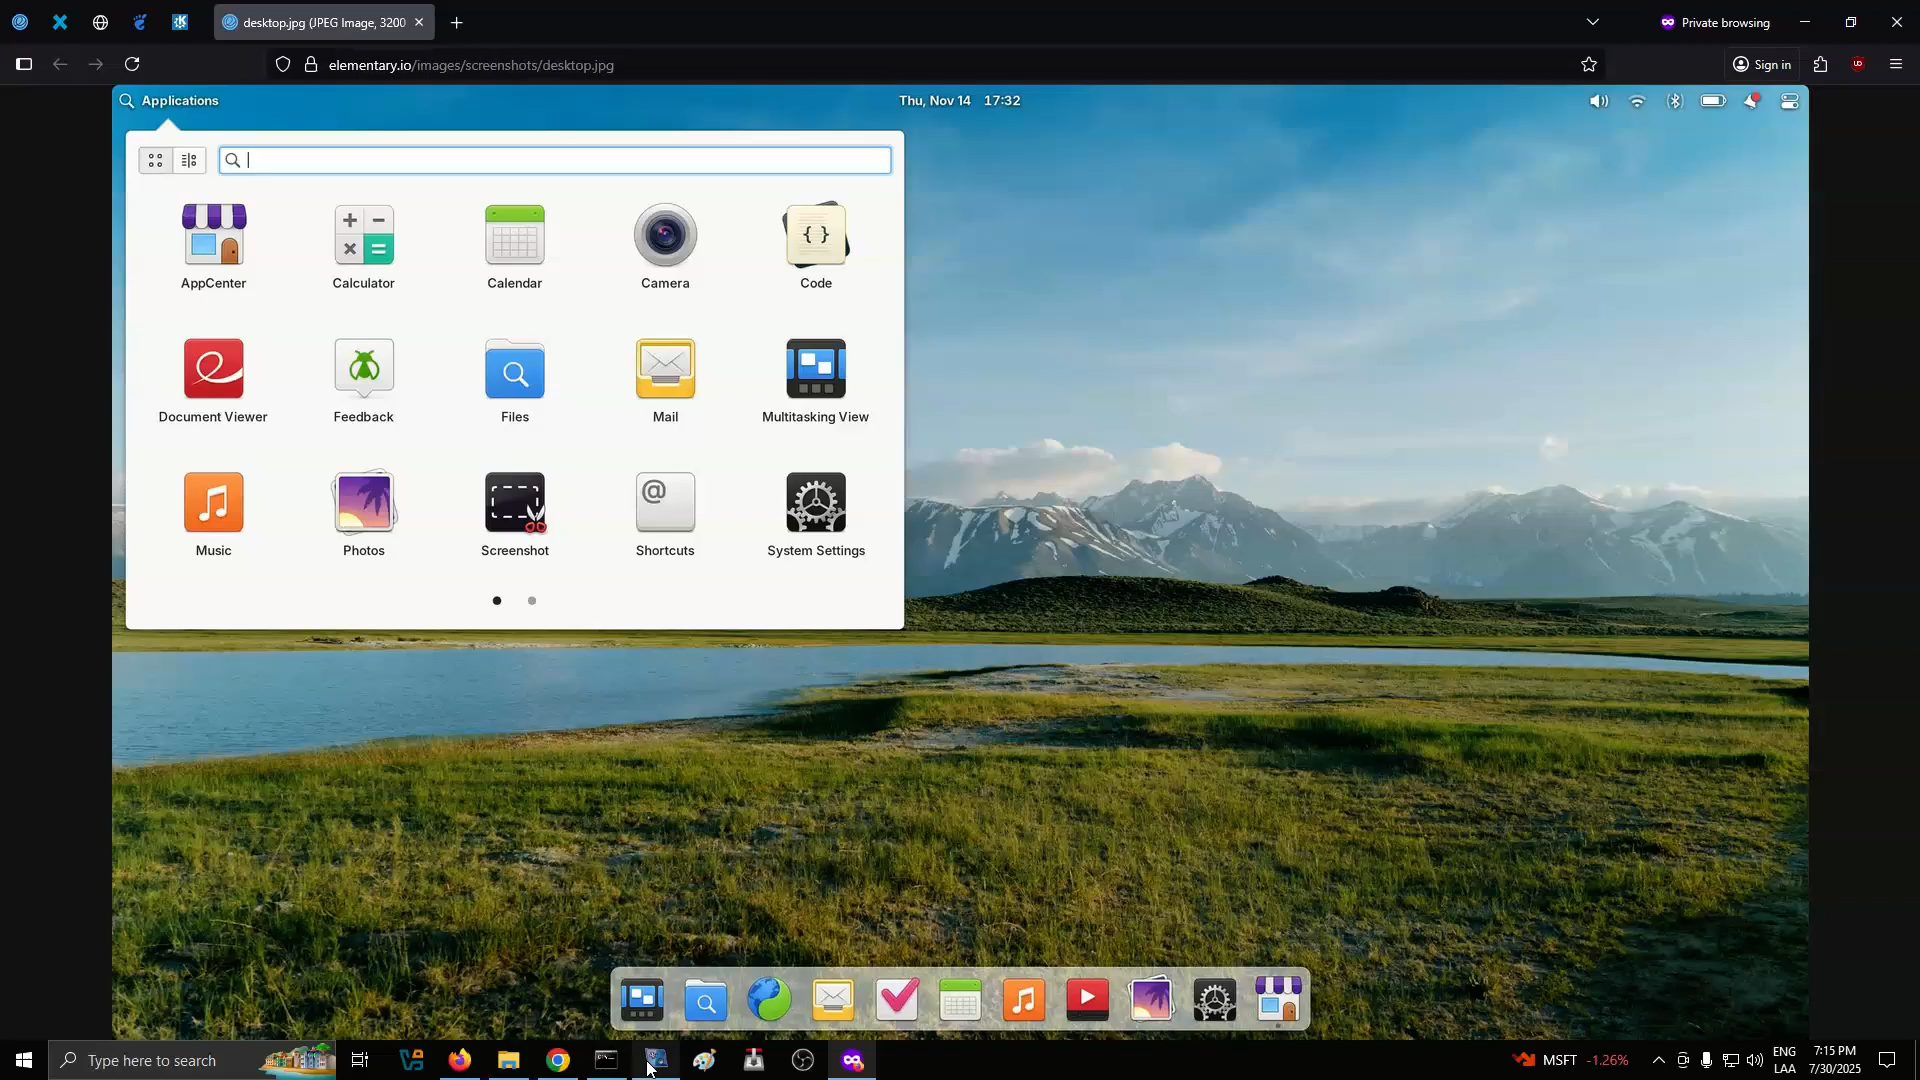 desktop.jpg (JPEG Image, 3200
Private browsing
elementary.io/images/screenshots/desktop.jpg
Sign in
Applications
Thu, Nov 14 17:32
AppCenter
Calculator
Calendar
Camera
Code
Document Viewer
Feedback
Files
Mail
Multitasking View
Music
Photos
Screenshot
Shortcuts
System Settings
Type here to search
MSFT -1.26%
ENG
LAA
7:15 PM
7/30/2025